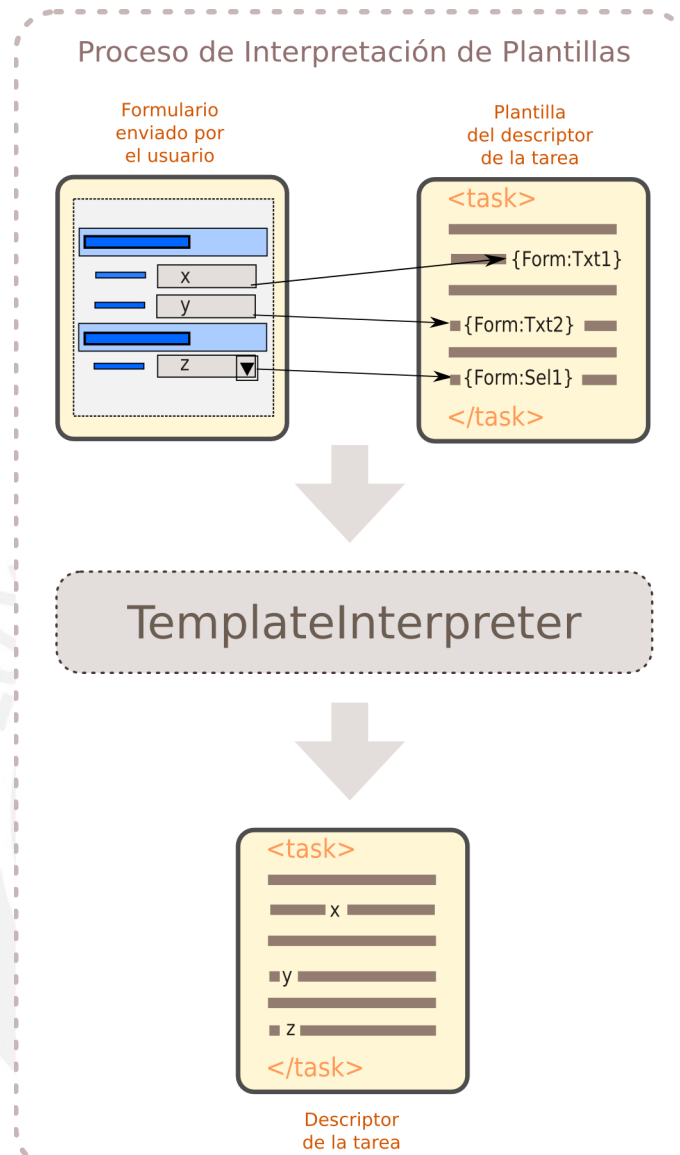 Proceso de Interpretación de Plantillas
Formulario
enviado por
el usuario
x
y
z
Plantilla
del descriptor
de la tarea
<task>
{Form:Txt1}
{Form:Txt2}
{Form:Sel1}
</task>
TemplateInterpreter
<task>
x
y
z
</task>
Descriptor
de la tarea